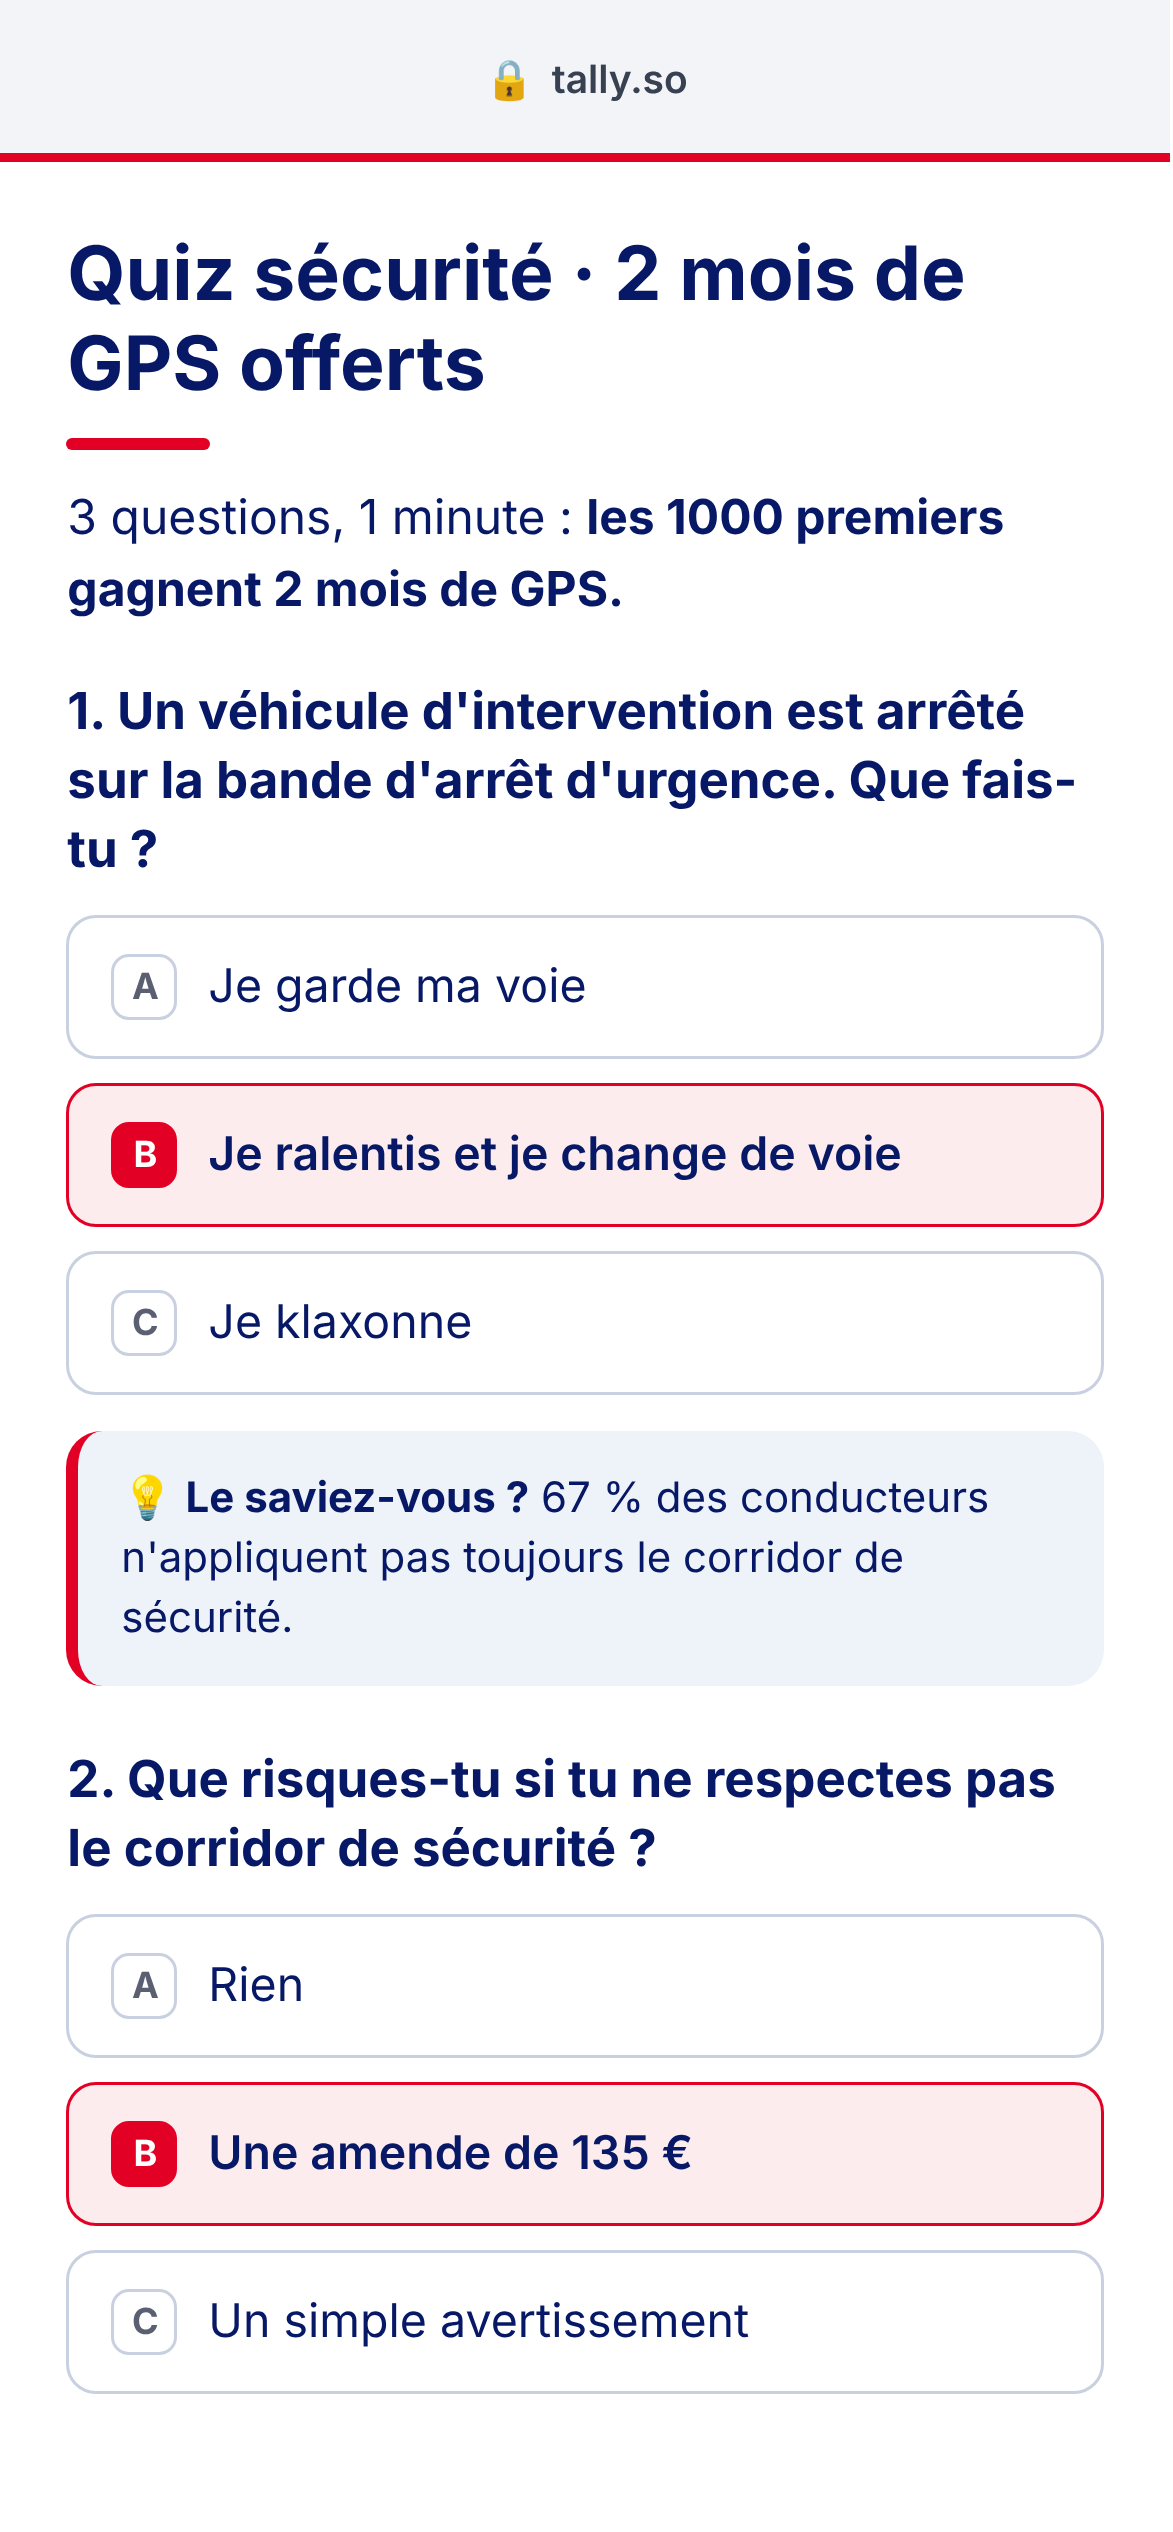 🔒 tally.so
Quiz sécurité · 2 mois de
GPS offerts
3 questions, 1 minute : les 1000 premiers
gagnent 2 mois de GPS.
1. Un véhicule d'intervention est arrêté
sur la bande d'arrêt d'urgence. Que fais-
tu ?
A Je garde ma voie
B Je ralentis et je change de voie
C Je klaxonne
💡 Le saviez-vous ? 67 % des conducteurs
n'appliquent pas toujours le corridor de
sécurité.
2. Que risques-tu si tu ne respectes pas
le corridor de sécurité ?
A Rien
B Une amende de 135 €
C Un simple avertissement